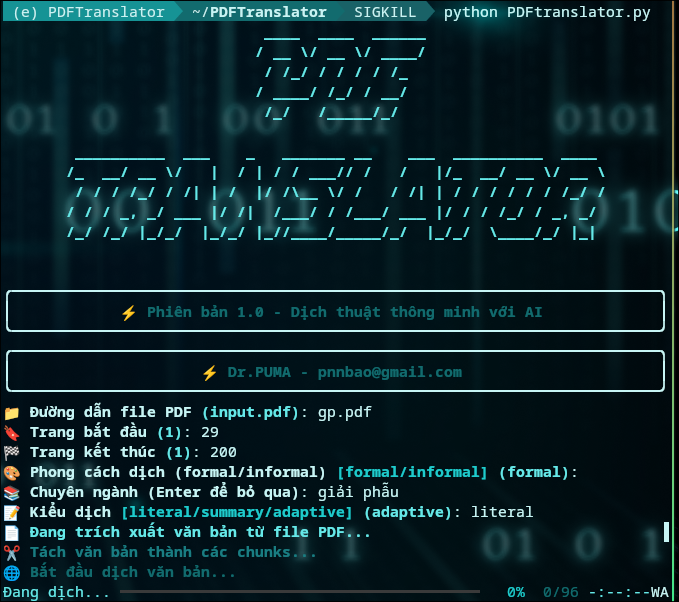 (e) PDFTranslator ~/PDFTranslator SIGKILL python PDFtranslator.py
PDF
TRANSLATOR
⚡ Phiên bản 1.0 - Dịch thuật thông minh với AI
⚡ Dr.PUMA - pnnbao@gmail.com
📁 Đường dẫn file PDF (input.pdf): gp.pdf
🔖 Trang bắt đầu (1): 29
🏁 Trang kết thúc (1): 200
🎨 Phong cách dịch (formal/informal) [formal/informal] (formal):
📚 Chuyên ngành (Enter để bỏ qua): giải phẫu
📝 Kiểu dịch [literal/summary/adaptive] (adaptive): literal
📄 Đang trích xuất văn bản từ file PDF...
✂️ Tách văn bản thành các chunks...
🌐 Bắt đầu dịch văn bản...
Đang dịch... 0% 0/96 -:--:--WA